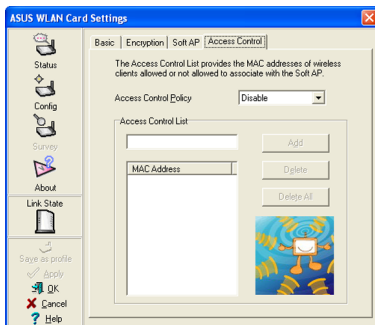 ASUS WLAN Card Settings
Status
Config
Survey
About
Link State
Save as profile
Apply
OK
Cancel
Help
Basic Encryption Soft AP Access Control
The Access Control List provides the MAC addresses of wireless
clients allowed or not allowed to associate with the Soft AP.
Access Control Policy Disable
Access Control List
Add
MAC Address
Delete
Delete All